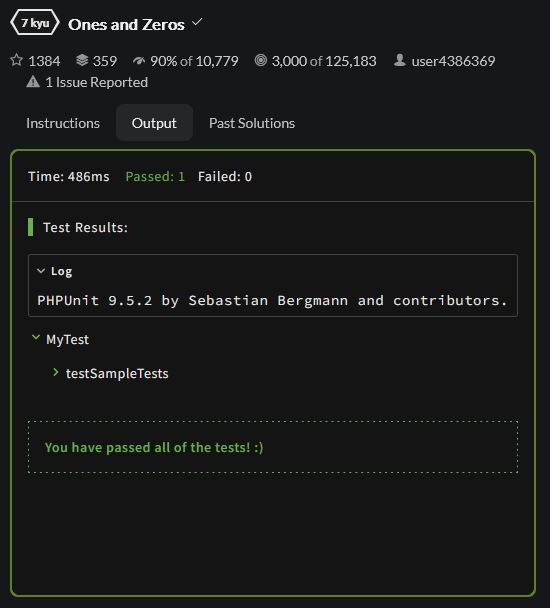 7 kyu Ones and Zeros
1384 359 90% of 10,779 3,000 of 125,183 user4386369
1 Issue Reported
Instructions Output Past Solutions
Time: 486ms Passed: 1 Failed: 0
Test Results:
Log
PHPUnit 9.5.2 by Sebastian Bergmann and contributors.
MyTest
testSampleTests
You have passed all of the tests! :)